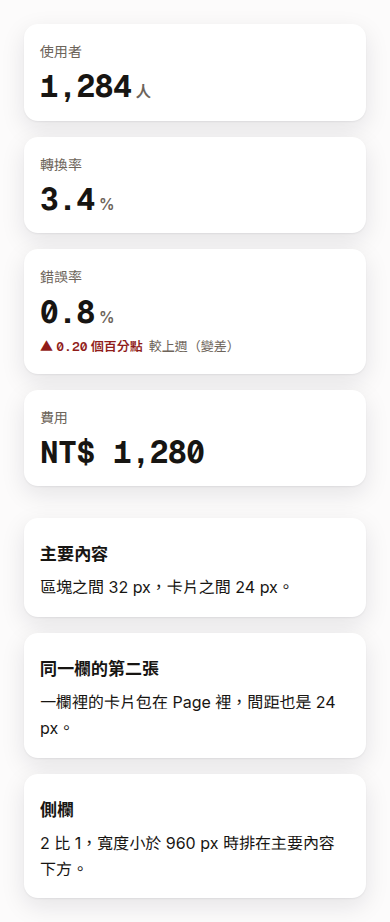 使用者
1,284 人
轉換率
3.4 %
錯誤率
0.8 %
▲ 0.20 個百分點 較上週（變差）
費用
NT$ 1,280
主要內容
區塊之間 32 px，卡片之間 24 px。
同一欄的第二張
一欄裡的卡片包在 Page 裡，間距也是 24
px。
側欄
2 比 1，寬度小於 960 px 時排在主要內容
下方。